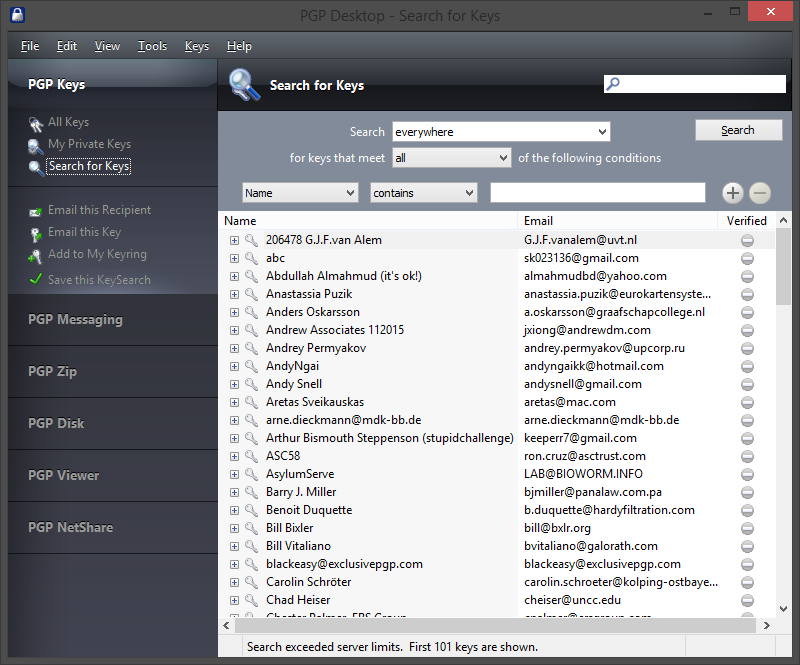 PGP Desktop - Search for Keys
File Edit View Tools Keys Help
PGP Keys
All Keys
My Private Keys
Search for Keys
Email this Recipient
Email this Key
Add to My Keyring
Save this KeySearch
PGP Messaging
PGP Zip
PGP Disk
PGP Viewer
PGP NetShare
Search for Keys
Search everywhere Search
for keys that meet all of the following conditions
Name contains
Name Email Verified
206478 G.J.F.van Alem G.J.F.vanalem@uvt.nl
abc sk023136@gmail.com
Abdullah Almahmud (it's ok!) almahmudbd@yahoo.com
Anastassia Puzik anastassia.puzik@eurokartensyste...
Anders Oskarsson a.oskarsson@graafschapcollege.nl
Andrew Associates 112015 jxiong@andrewdm.com
Andrey Permyakov andrey.permyakov@upcorp.ru
AndyNgai andyngaikk@hotmail.com
Andy Snell andysnell@gmail.com
Aretas Sveikauskas aretas@mac.com
arne.dieckmann@mdk-bb.de arne.dieckmann@mdk-bb.de
Arthur Bismouth Steppenson (stupidchallenge) keeperr7@gmail.com
ASC58 ron.cruz@asctrust.com
AsylumServe LAB@BIOWORM.INFO
Barry J. Miller bjmiller@panalaw.com.pa
Benoit Duquette b.duquette@hardyfiltration.com
Bill Bixler bill@bxlr.org
Bill Vitaliano bvitaliano@galorath.com
blackeasy@exclusivepgp.com blackeasy@exclusivepgp.com
Carolin Schröter carolin.schroeter@kolping-ostbaye...
Chad Heiser cheiser@uncc.edu
Search exceeded server limits. First 101 keys are shown.